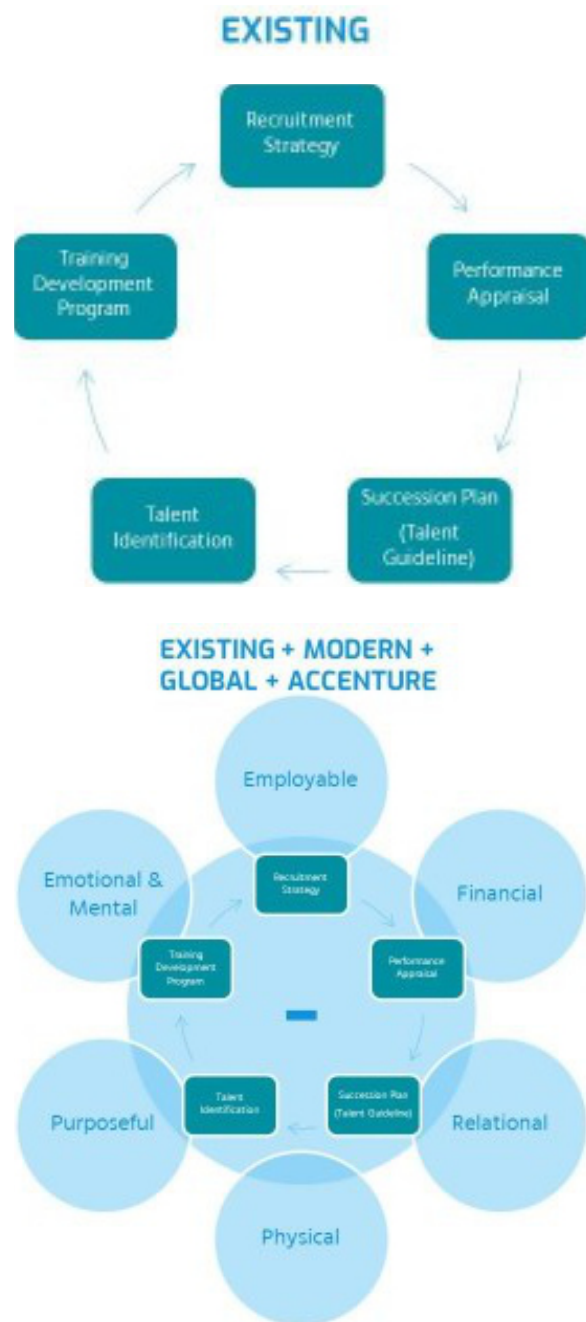 EXISTING
Recruitment
Strategy
Training
Development
Program
Performance
Appraisal
Talent
Identification
Succession Plan
(Talent
Guideline)
EXISTING + MODERN +
GLOBAL + ACCENTURE
Employable
Emotional &
Mental
Financial
Recruitment
Strategy
Training
Development
Program
Performance
Appraisal
Talent
Identification
Succession Plan
(Talent Guideline)
Purposeful
Relational
Physical